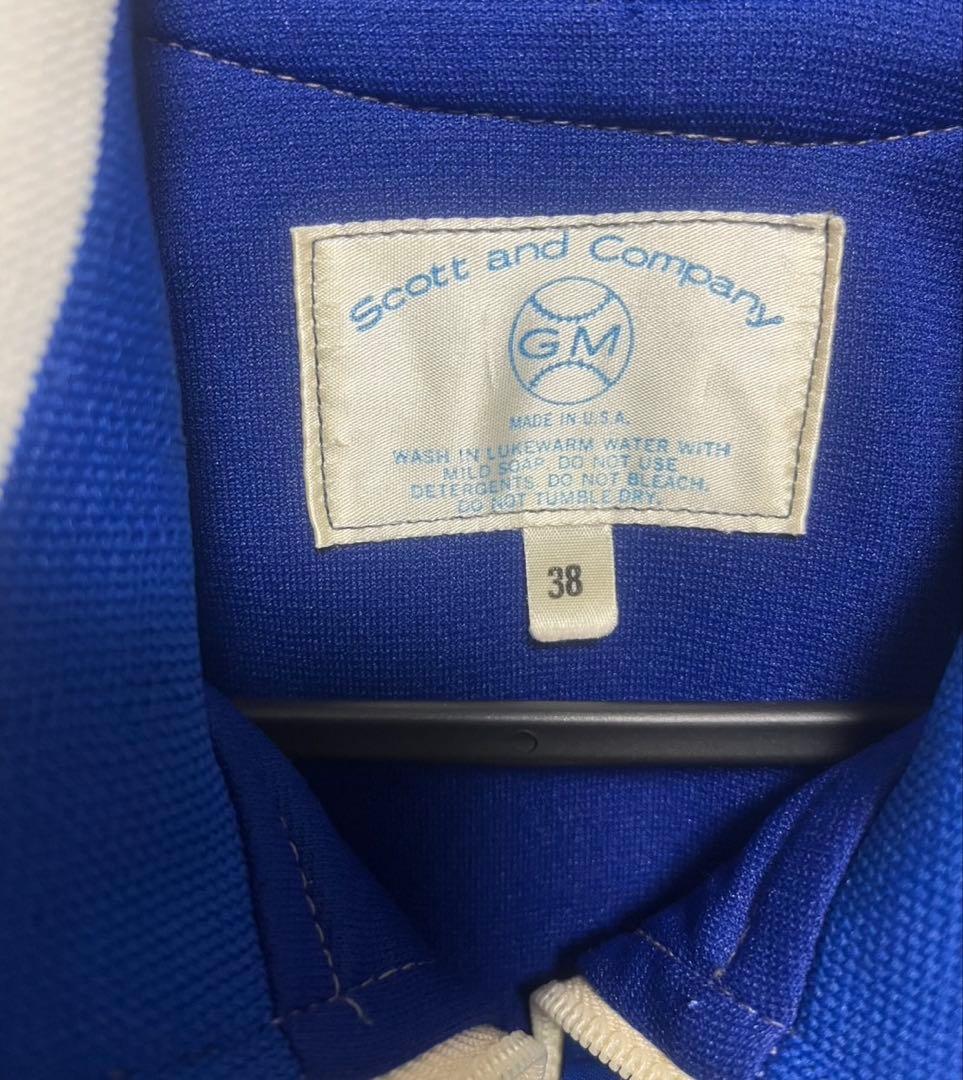 Scott and Company
GM
MADE IN U.S.A.
WASH IN LUKEWARM WATER WITH
MILD SOAP. DO NOT USE
DETERGENTS. DO NOT BLEACH.
DO NOT TUMBLE DRY.
38